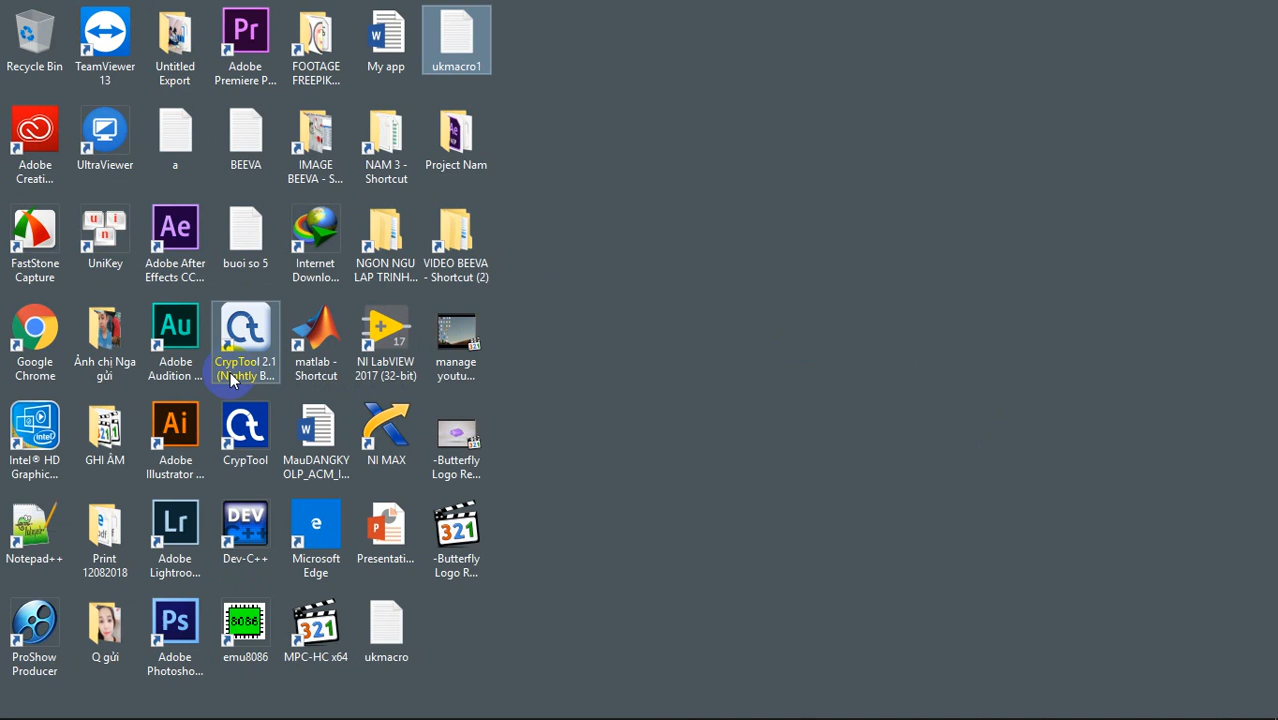 Recycle Bin
TeamViewer
13
Untitled
Export
Adobe
Premiere P...
FOOTAGE
FREEPIK...
My app
ukmacro1
Adobe
Creati...
UltraViewer
a
BEEVA
IMAGE
BEEVA - S...
NAM 3 -
Shortcut
Project Nam
FastStone
Capture
UniKey
Adobe After
Effects CC...
buoi so 5
Internet
Downlo...
NGON NGU
LAP TRINH...
VIDEO BEEVA
- Shortcut (2)
Google
Chrome
Ảnh chị Nga
gửi
Adobe
Audition ...
CrypTool 2.1
(Nightly B...
matlab -
Shortcut
NI LabVIEW
2017 (32-bit)
manage
youtu...
Intel® HD
Graphic...
GHI ÂM
Adobe
Illustrator ...
CrypTool
MauDANGKY
OLP_ACM_I...
NI MAX
-Butterfly
Logo Re...
Notepad++
Print
12082018
Adobe
Lightroo...
Dev-C++
Microsoft
Edge
Presentati...
-Butterfly
Logo R...
ProShow
Producer
Q gửi
Adobe
Photosho...
emu8086
MPC-HC x64
ukmacro